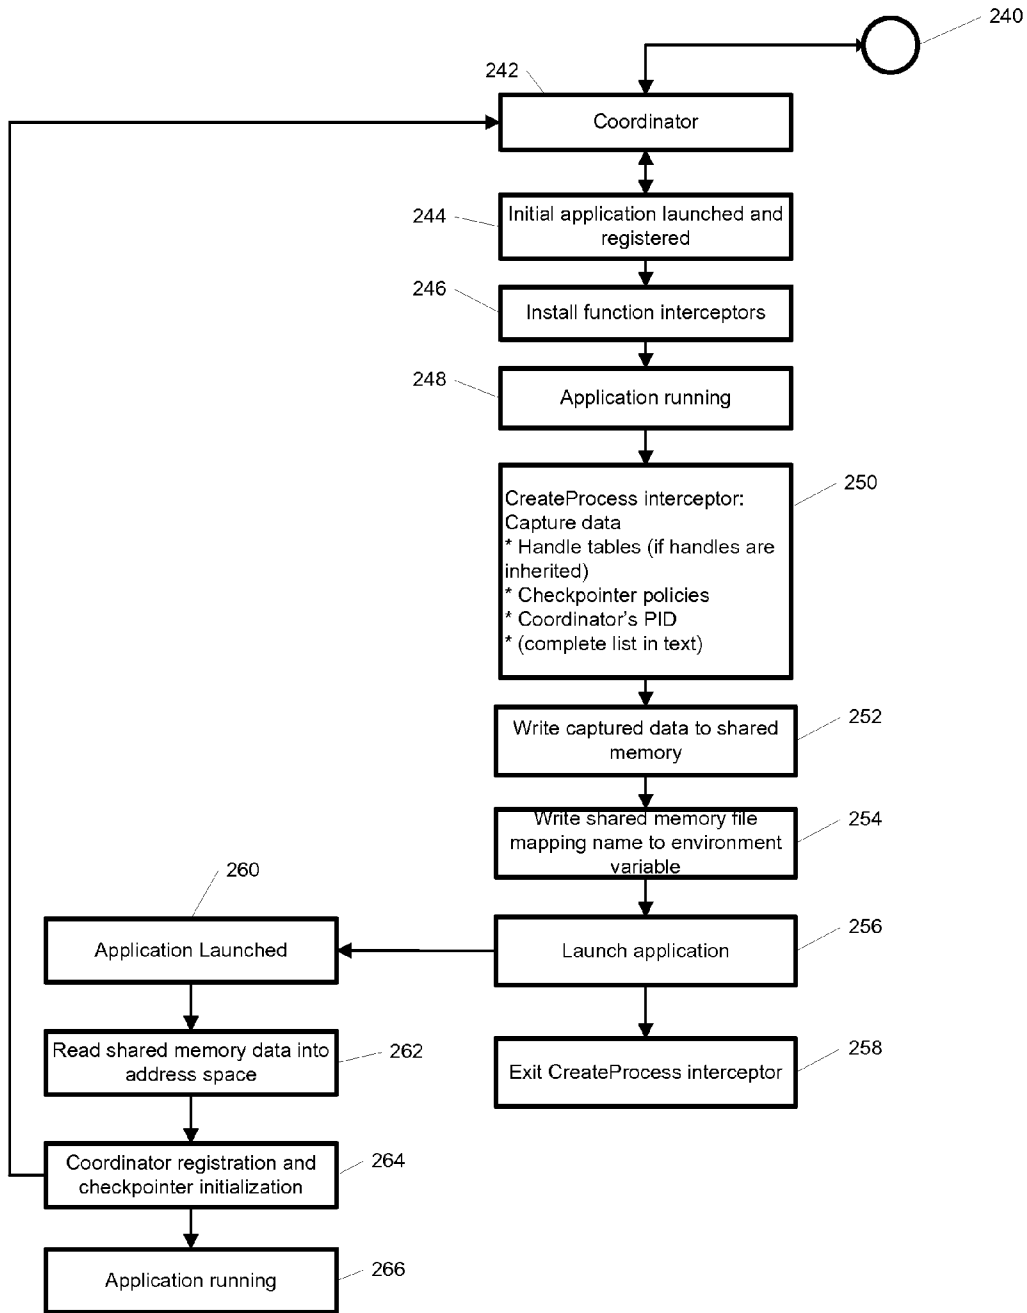 240
242
Coordinator
244
Initial application launched and
registered
246
Install function interceptors
248
Application running
250
CreateProcess interceptor:
Capture data
* Handle tables (if handles are
inherited)
* Checkpointer policies
* Coordinator's PID
* (complete list in text)
252
Write captured data to shared
memory
254
Write shared memory file
mapping name to environment
variable
260
Application Launched
256
Launch application
262
Read shared memory data into
address space
258
Exit CreateProcess interceptor
264
Coordinator registration and
checkpointer initialization
Application running
266